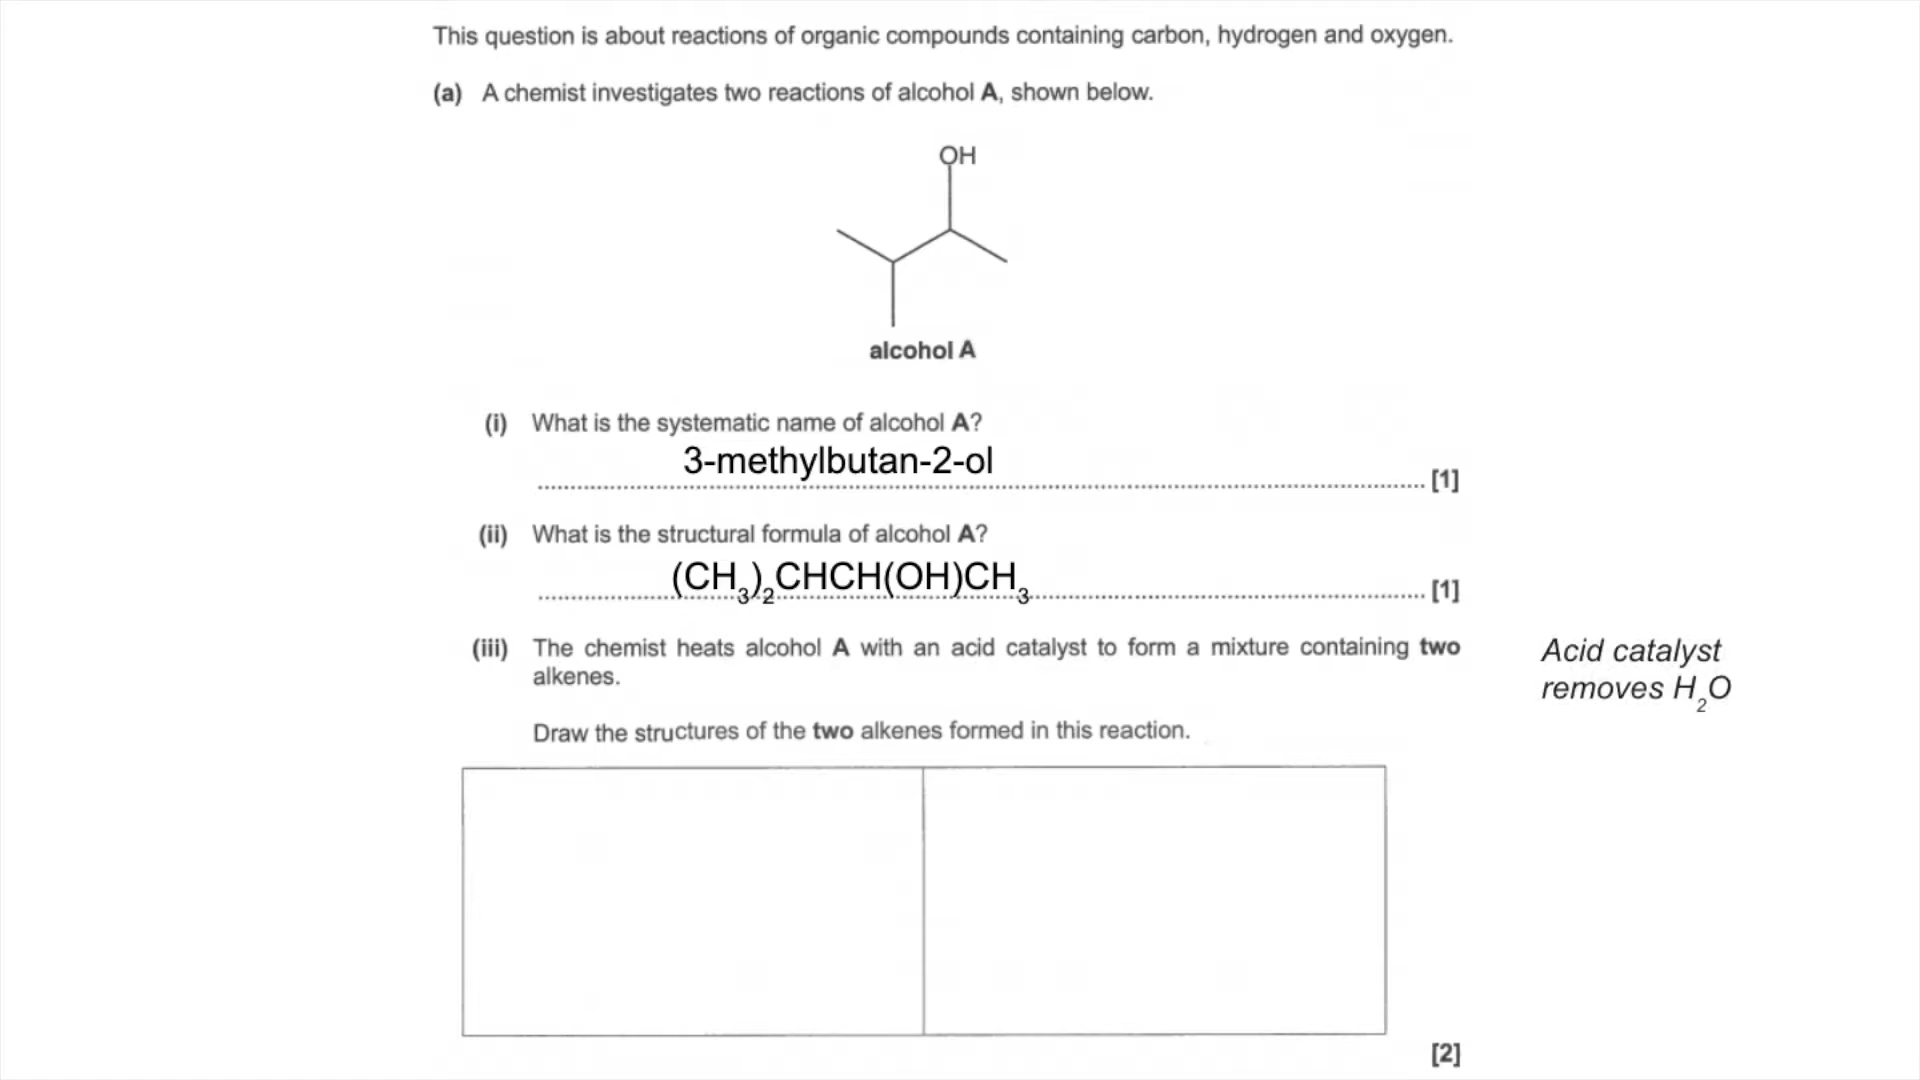 This question is about reactions of organic compounds containing carbon, hydrogen and oxygen.
(a) A chemist investigates two reactions of alcohol A, shown below.
OH
alcohol A
(i) What is the systematic name of alcohol A?
3-methylbutan-2-ol
[1]
(ii) What is the structural formula of alcohol A?
(CH₃)₂CHCH(OH)CH₃
[1]
(iii) The chemist heats alcohol A with an acid catalyst to form a mixture containing two
alkenes.
Acid catalyst
removes H₂O
Draw the structures of the two alkenes formed in this reaction.
[2]